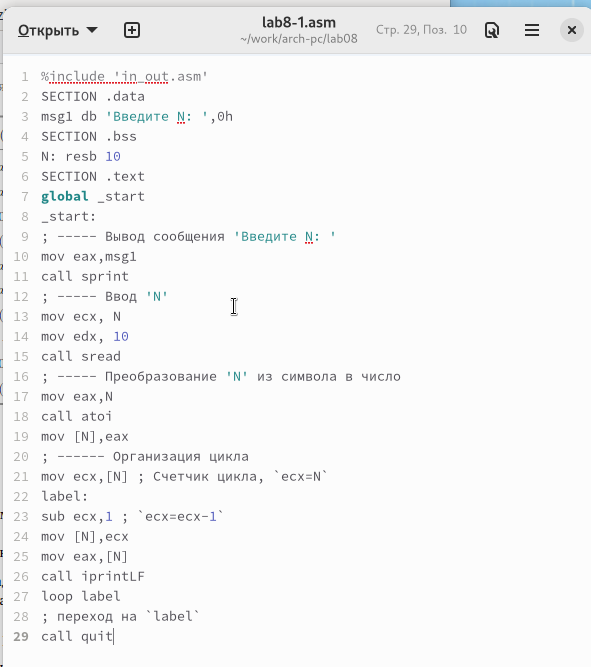 lab8-1.asm
Открыть
~/work/arch-pc/lab08
Стр. 29, Поз. 10
1 %include 'in_out.asm'
2 SECTION .data
3 msg1 db 'Введите N: ',0h
4 SECTION .bss
5 N: resb 10
6 SECTION .text
7 global _start
8 _start:
9 ; ----- Вывод сообщения 'Введите N: '
10 mov eax,msg1
11 call sprint
12 ; ----- Ввод 'N'
13 mov ecx, N
14 mov edx, 10
15 call sread
16 ; ----- Преобразование 'N' из символа в число
17 mov eax,N
18 call atoi
19 mov [N],eax
20 ; ------ Организация цикла
21 mov ecx,[N] ; Счетчик цикла, `ecx=N`
22 label:
23 sub ecx,1 ; `ecx=ecx-1`
24 mov [N],ecx
25 mov eax,[N]
26 call iprintLF
27 loop label
28 ; переход на `label`
29 call quit